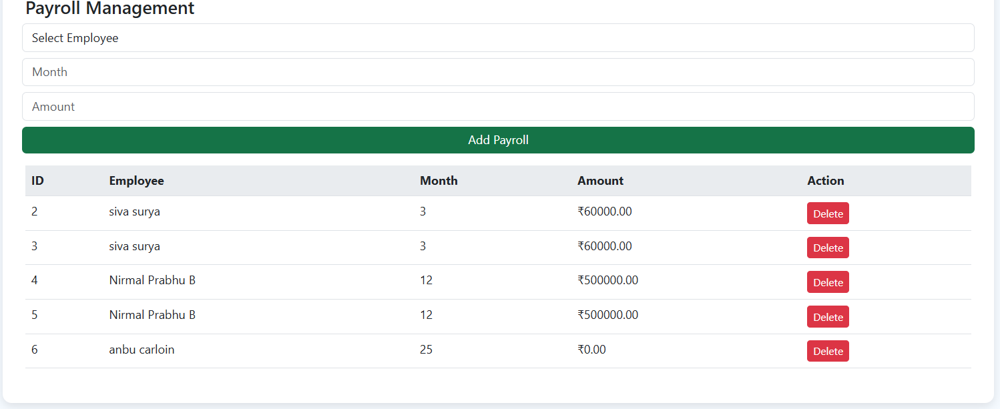 Payroll Management
Select Employee
Month
Amount
Add Payroll
ID Employee Month Amount Action
2 siva surya 3 ₹60000.00 Delete
3 siva surya 3 ₹60000.00 Delete
4 Nirmal Prabhu B 12 ₹500000.00 Delete
5 Nirmal Prabhu B 12 ₹500000.00 Delete
6 anbu carloin 25 ₹0.00 Delete